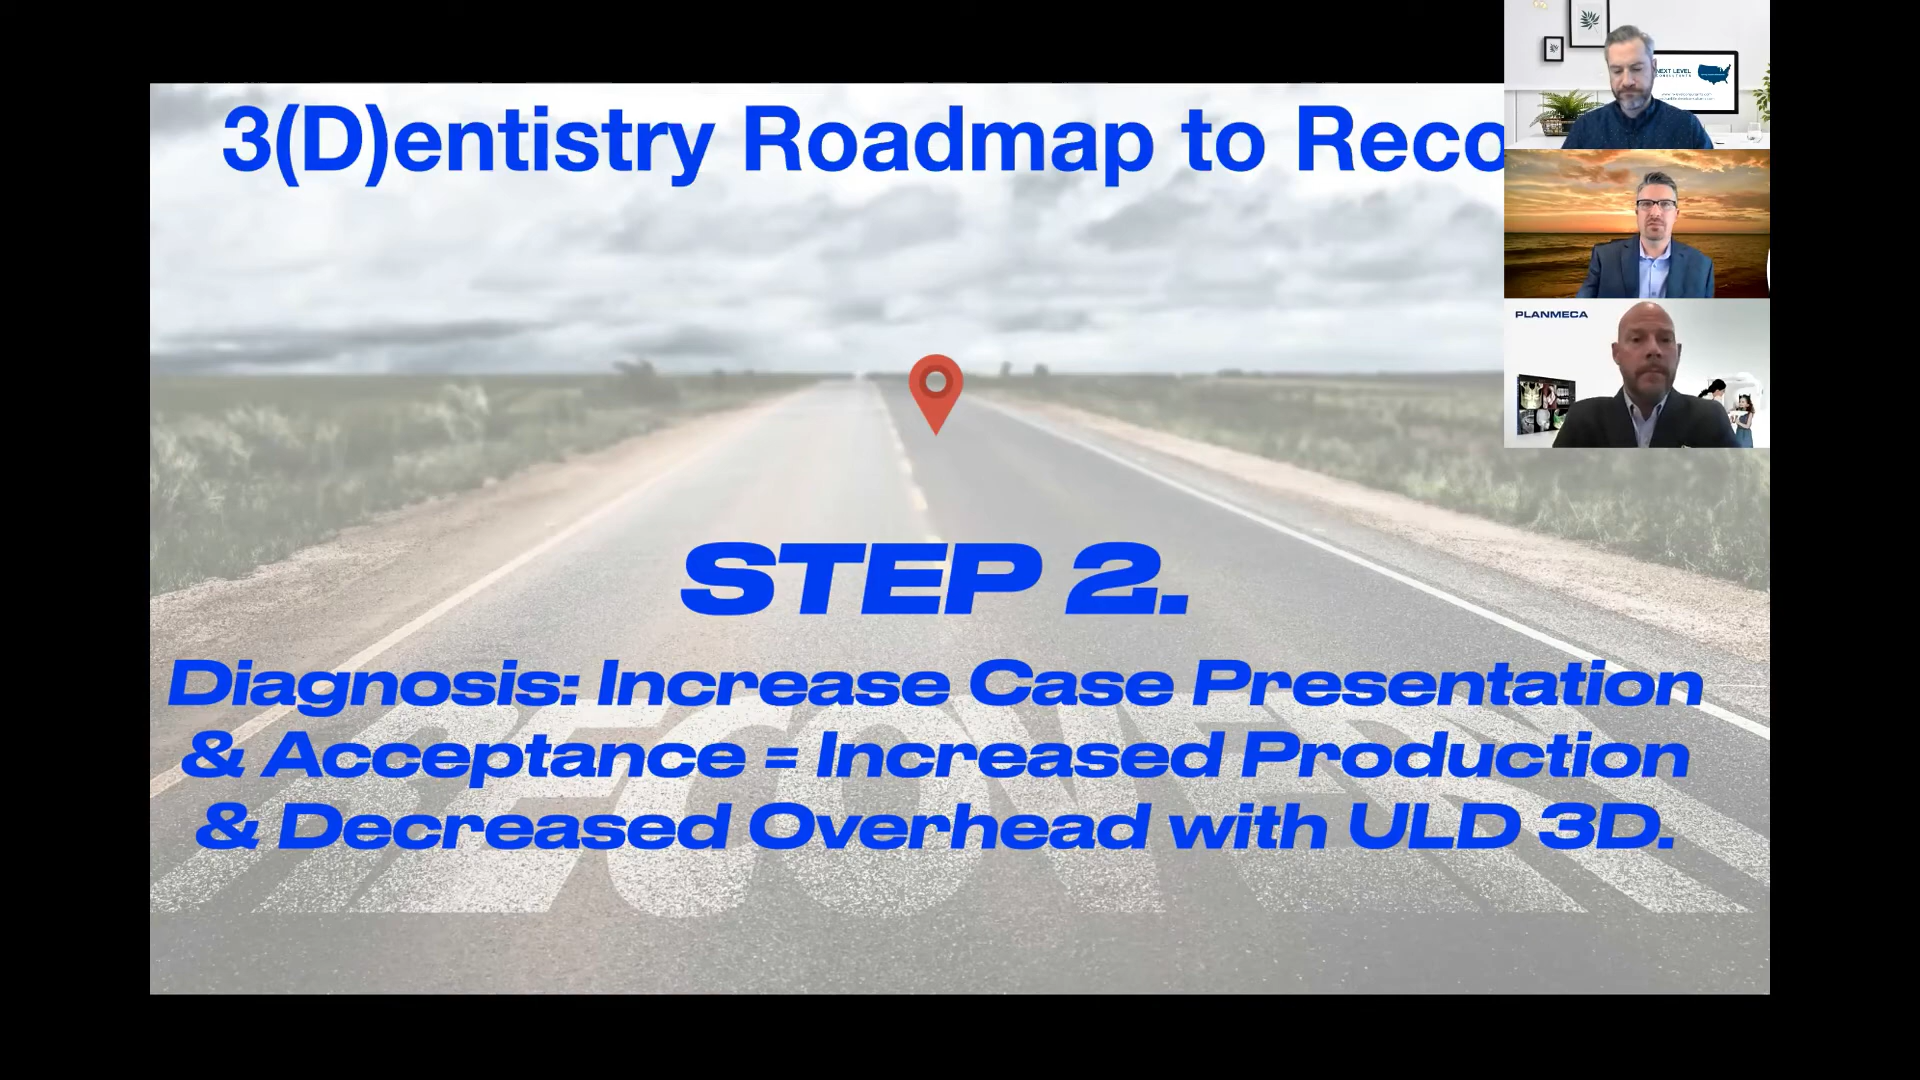 3(D)entistry Roadmap to Reco
NEXT LEVEL
PLANMECA
STEP 2.
Diagnosis: Increase Case Presentation
& Acceptance = Increased Production
& Decreased Overhead with ULD 3D.
RECOVERY